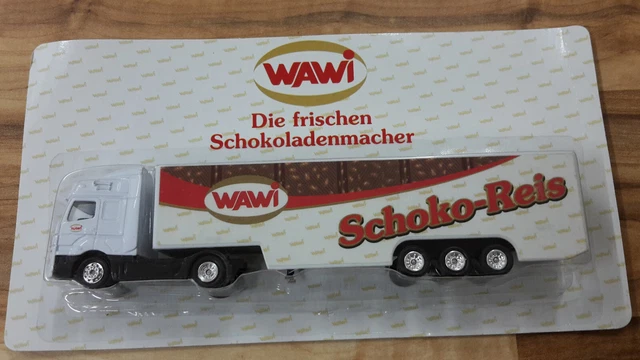 WAWi
Die frischen
Schokoladenmacher
WAWi
Schoko-Reis